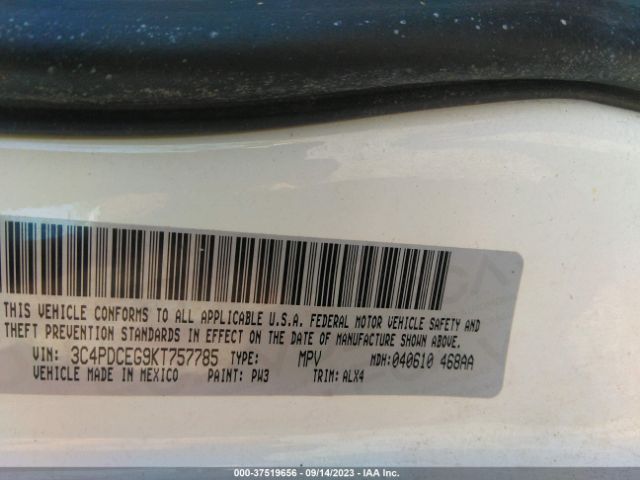 THIS VEHICLE CONFORMS TO ALL APPLICABLE U.S.A. FEDERAL MOTOR VEHICLE SAFETY AND
THEFT PREVENTION STANDARDS IN EFFECT ON THE DATE OF MANUFACTURE SHOWN ABOVE.
VIN: 3C4PDCEG9KT757785 TYPE: MPV MDH:040610 468AA
VEHICLE MADE IN MEXICO PAINT: PW3 TRIM: ALX4
000-37519656 - 09/14/2023 - IAA Inc.